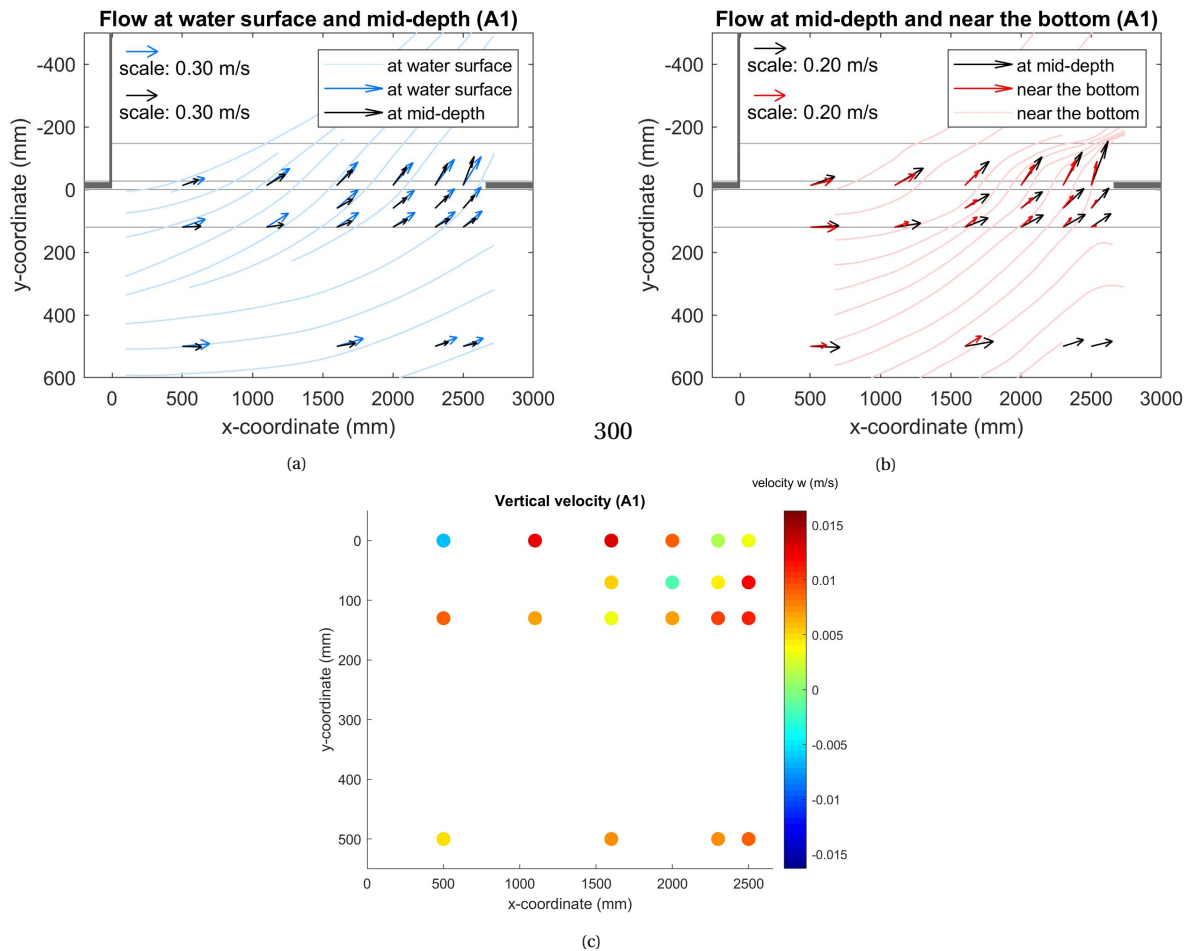 Flow at water surface and mid-depth (A1)
scale: 0.30 m/s
scale: 0.30 m/s
at water surface
at water surface
at mid-depth
-400
-200
0
200
400
600
y-coordinate (mm)
0
500
1000
1500
2000
2500
3000
x-coordinate (mm)
(a)
Flow at mid-depth and near the bottom (A1)
scale: 0.20 m/s
scale: 0.20 m/s
at mid-depth
near the bottom
near the bottom
-400
-200
0
200
400
600
y-coordinate (mm)
0
500
1000
1500
2000
2500
3000
x-coordinate (mm)
(b)
300
Vertical velocity (A1)
velocity w (m/s)
0
100
200
300
400
500
y-coordinate (mm)
0
500
1000
1500
2000
2500
x-coordinate (mm)
0.015
0.01
0.005
0
-0.005
-0.01
-0.015
(c)